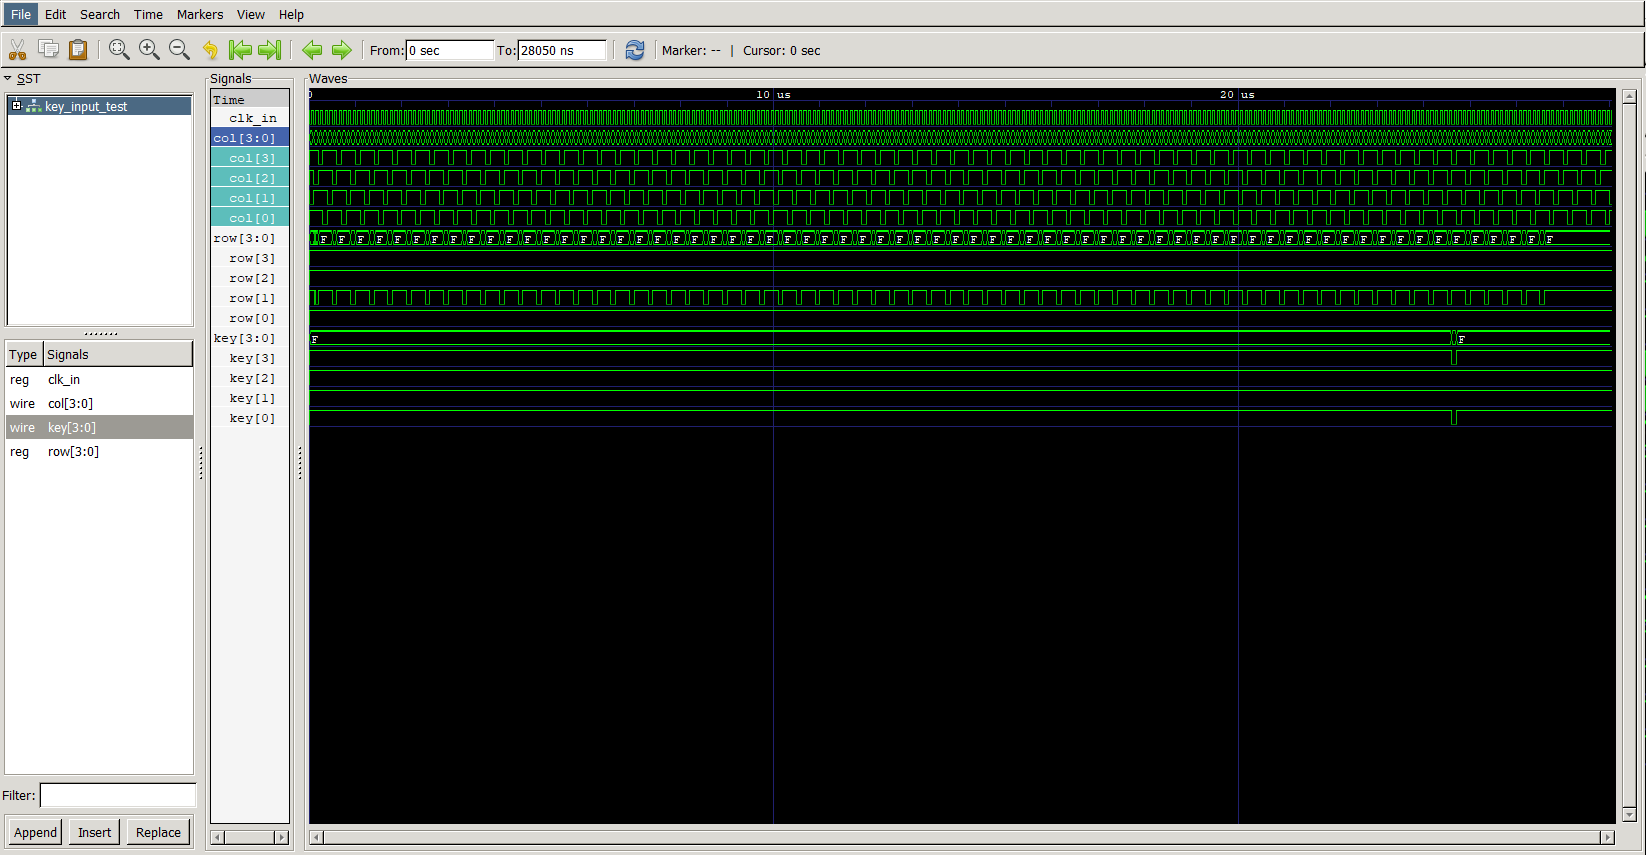 File Edit Search Time Markers View Help
From: 0 sec To: 28050 ns Marker: -- | Cursor: 0 sec
SST
key_input_test
Type Signals
reg clk_in
wire col[3:0]
wire key[3:0]
reg row[3:0]
Filter:
Append Insert Replace
Signals
Time
clk_in
col[3:0]
col[3]
col[2]
col[1]
col[0]
row[3:0]
row[3]
row[2]
row[1]
row[0]
key[3:0]
key[3]
key[2]
key[1]
key[0]
Waves
0 10 us 20 us
F F F F F F F F F F F F F F F F F F F F F F F F F F F F F F F F F F F F F F F F F F F F F F F F F F F F F F F F F F F F F F F F F F F
F F